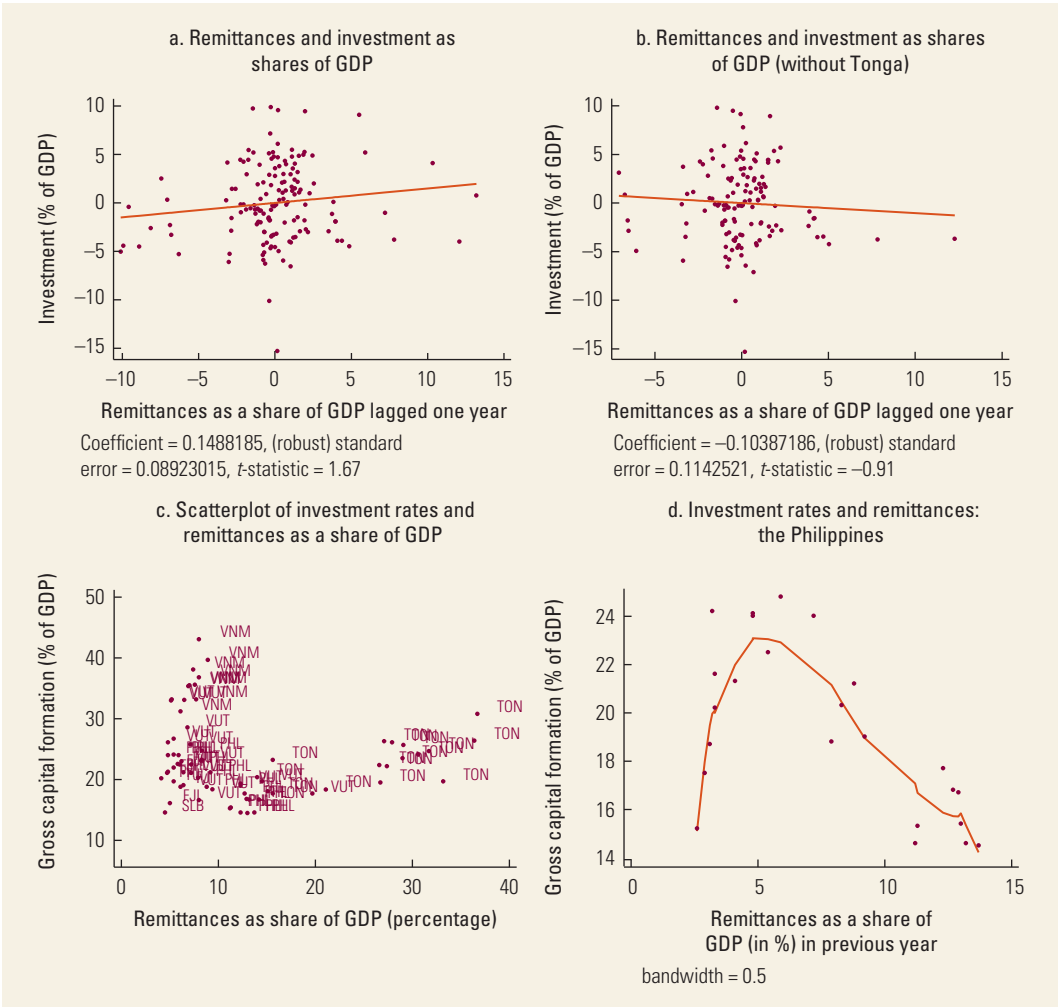 a. Remittances and investment as
shares of GDP
Investment (% of GDP)
10
5
0
−5
−10
−15
−10 −5 0 5 10 15
Remittances as a share of GDP lagged one year
Coefficient = 0.1488185, (robust) standard
error = 0.08923015, t-statistic = 1.67
b. Remittances and investment as shares
of GDP (without Tonga)
Investment (% of GDP)
10
5
0
−5
−10
−15
−5 0 5 10 15
Remittances as a share of GDP lagged one year
Coefficient = −0.10387186, (robust) standard
error = 0.1142521, t-statistic = −0.91
c. Scatterplot of investment rates and
remittances as a share of GDP
Gross capital formation (% of GDP)
50
40
30
20
10
VNM
VNM
VNM
VNM
VNM
VNM
VUT
VUT
VUT
PHL
VUT
PHL
VUT
VUT
FJI
SLB
TON
TON
VUT
TON
TON
TON
TON
TON
TON
0 10 20 30 40
Remittances as share of GDP (percentage)
d. Investment rates and remittances:
the Philippines
Gross capital formation (% of GDP)
24
22
20
18
16
14
0 5 10 15
Remittances as a share of
GDP (in %) in previous year
bandwidth = 0.5